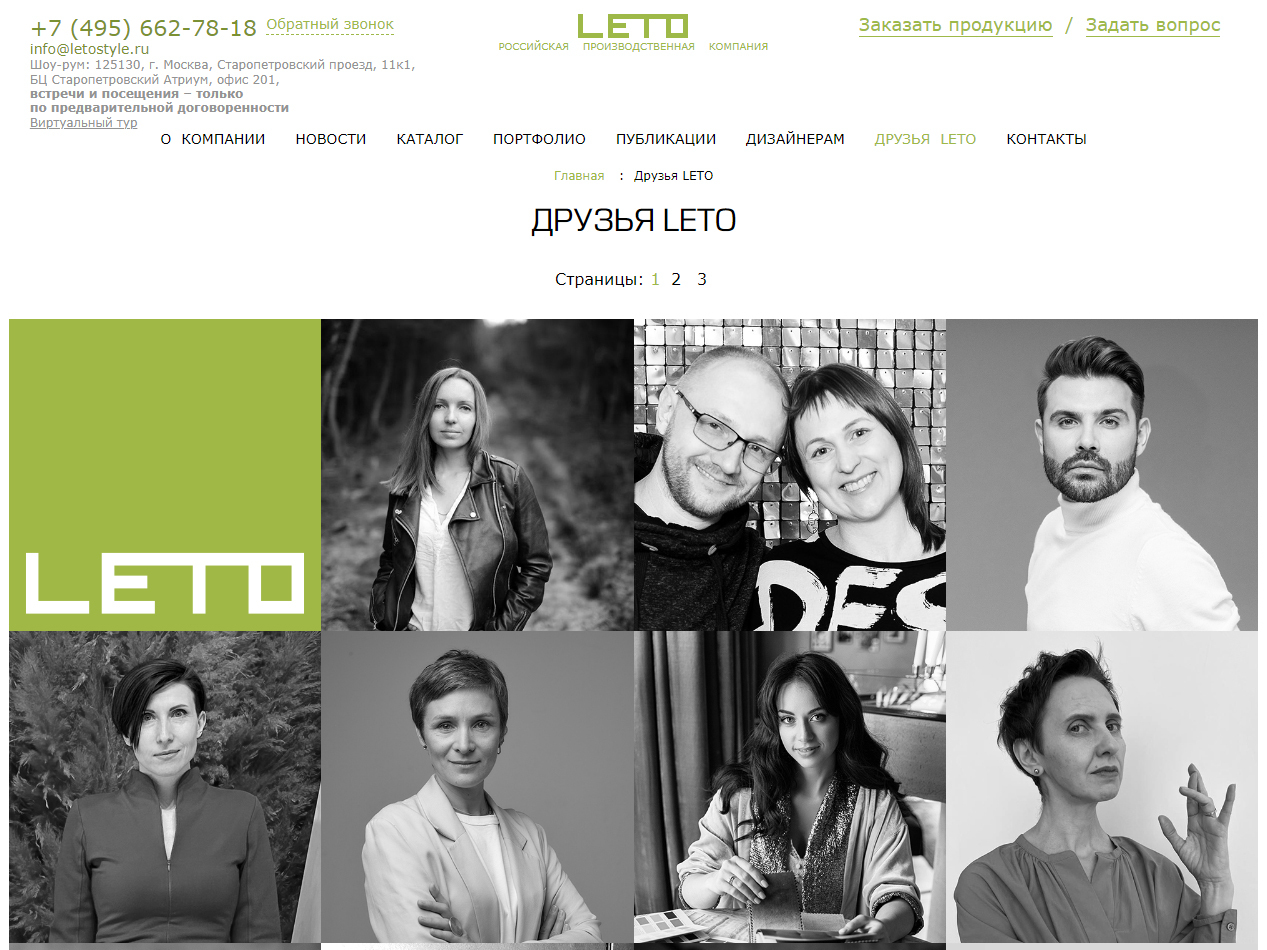 +7 (495) 662-78-18 Обратный звонок
info@letostyle.ru
Шоу-рум: 125130, г. Москва, Старопетровский проезд, 11к1,
БЦ Старопетровский Атриум, офис 201,
встречи и посещения – только
по предварительной договоренности
Виртуальный тур
LETO
РОССИЙСКАЯ ПРОИЗВОДСТВЕННАЯ КОМПАНИЯ
Заказать продукцию / Задать вопрос
О КОМПАНИИ НОВОСТИ КАТАЛОГ ПОРТФОЛИО ПУБЛИКАЦИИ ДИЗАЙНЕРАМ ДРУЗЬЯ LETO КОНТАКТЫ
Главная : Друзья LETO
ДРУЗЬЯ LETO
Страницы: 1 2 3
LETO
DES